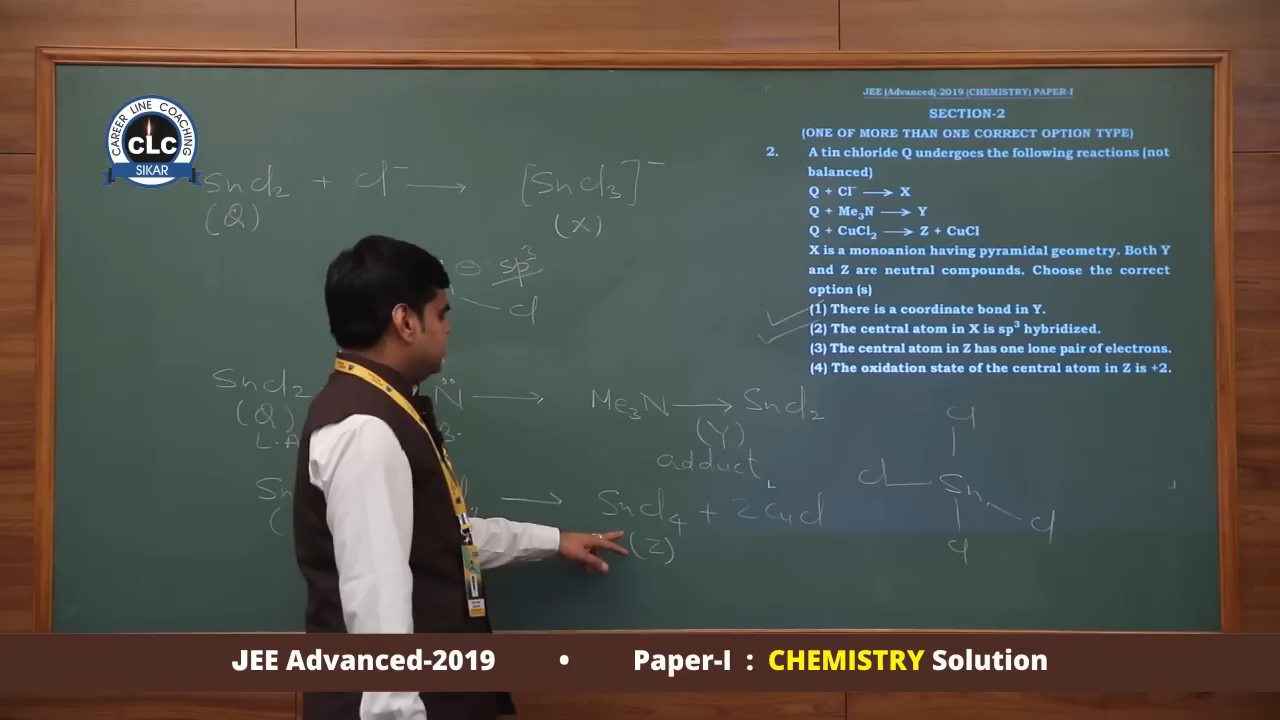 JEE (Advanced)-2019 (CHEMISTRY) PAPER-I
SECTION-2
(ONE OF MORE THAN ONE CORRECT OPTION TYPE)
2. A tin chloride Q undergoes the following reactions (not
balanced)
Q + Cl⁻ → X
Q + Me₃N → Y
Q + CuCl₂ → Z + CuCl
X is a monoanion having pyramidal geometry. Both Y
and Z are neutral compounds. Choose the correct
option (s)
(1) There is a coordinate bond in Y.
(2) The central atom in X is sp³ hybridized.
(3) The central atom in Z has one lone pair of electrons.
(4) The oxidation state of the central atom in Z is +2.
CAREER LINE COACHING
CLC
SIKAR
SnCl₂ + Cl⁻ → [SnCl₃]⁻
(Q) (X)
⊖ sp³
Cl
SnCl₂ N̈ → Me₃N → SnCl₂
(Q) (Y)
L.A B.
adduct
Sn → SnCl₄ + 2CuCl
( (Z)
Cl
Cl Sn Cl
Cl
JEE Advanced-2019 • Paper-I : CHEMISTRY Solution